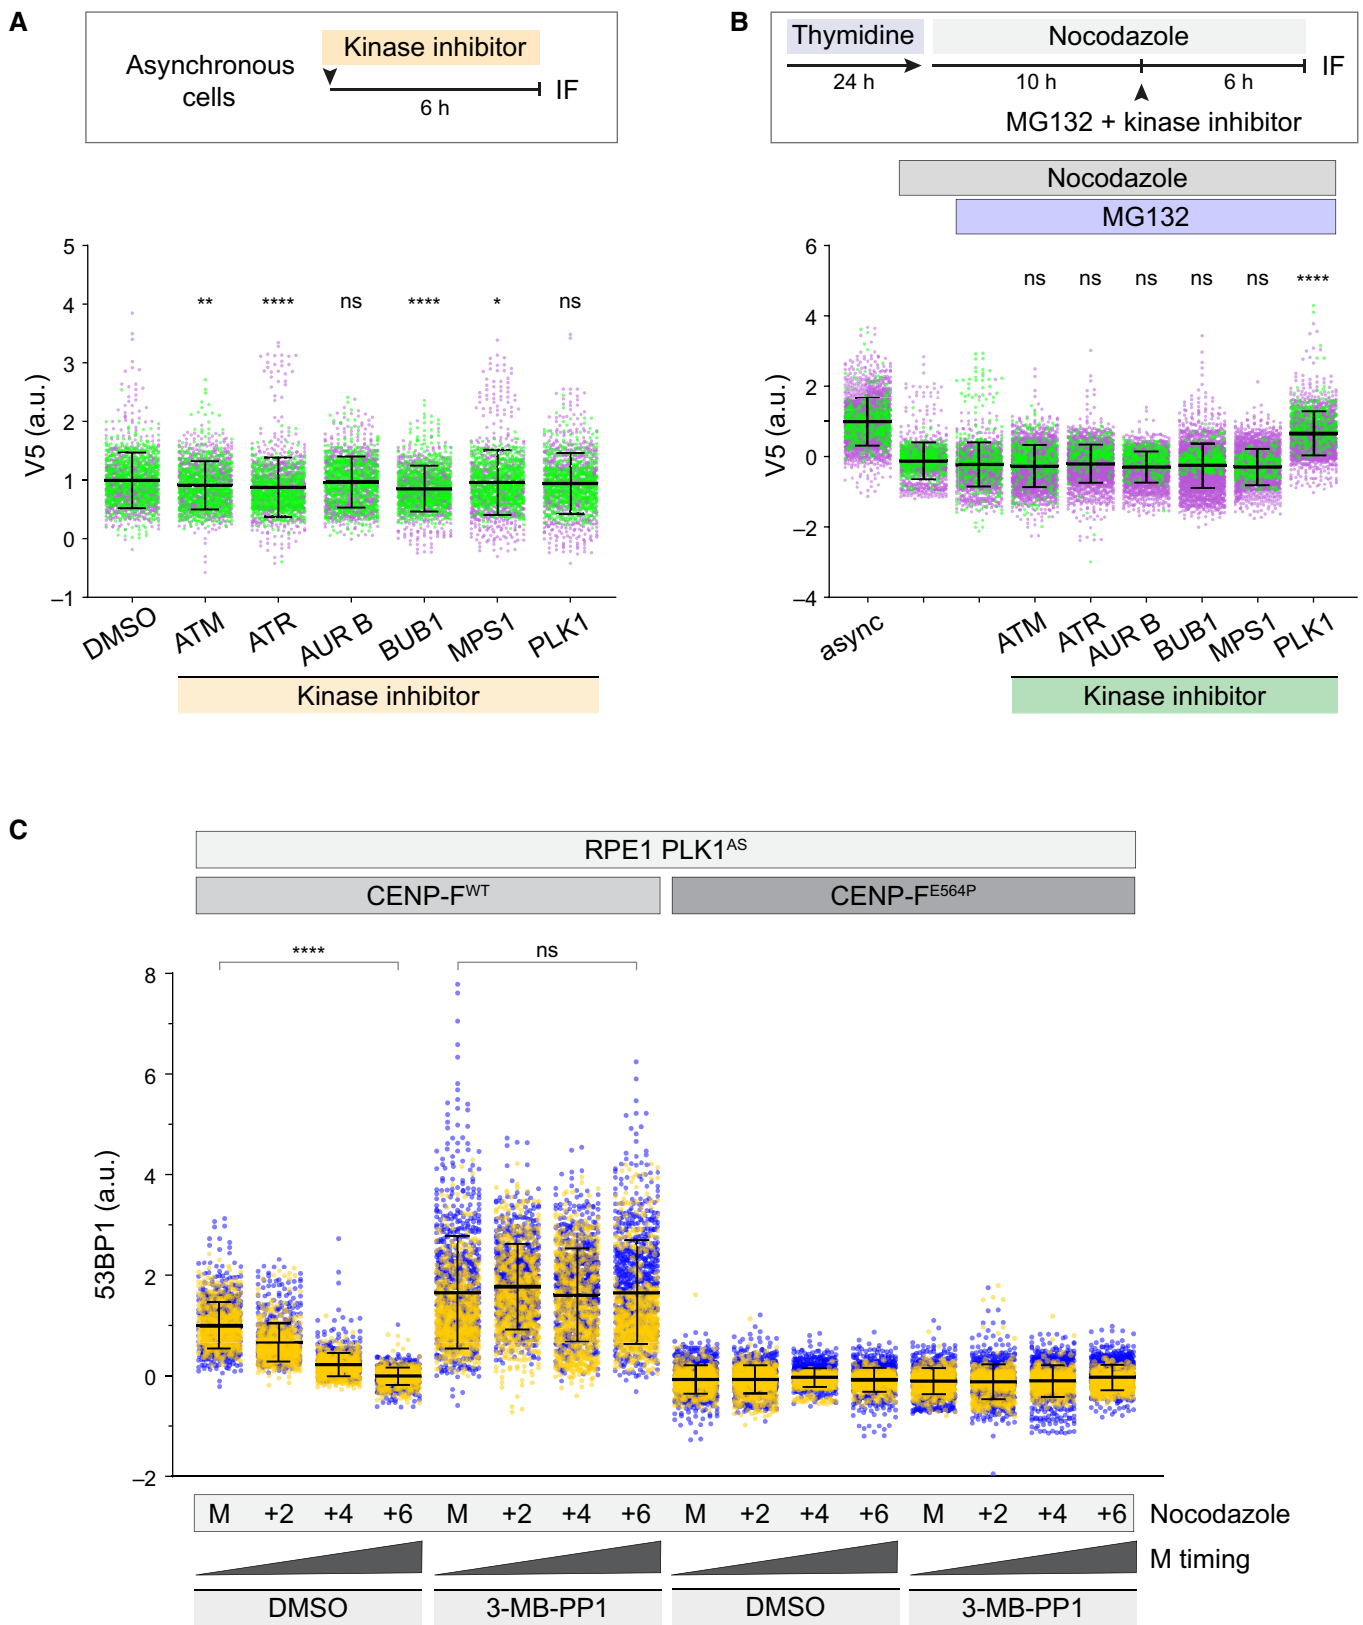 A
Kinase inhibitor
Asynchronous
cells
IF
6 h
V5 (a.u.)
5
4
3
2
1
0
–1
** **** ns **** * ns
DMSO ATM ATR AUR B BUB1 MPS1 PLK1
Kinase inhibitor
B
Thymidine Nocodazole
IF
24 h 10 h 6 h
MG132 + kinase inhibitor
Nocodazole
MG132
V5 (a.u.)
6
4
2
0
–2
–4
ns ns ns ns ns ****
async ATM ATR AUR B BUB1 MPS1 PLK1
Kinase inhibitor
C
RPE1 PLK1AS
CENP-FWT CENP-FE564P
**** ns
53BP1 (a.u.)
8
6
4
2
0
–2
M +2 +4 +6 M +2 +4 +6 M +2 +4 +6 M +2 +4 +6 Nocodazole
M timing
DMSO 3-MB-PP1 DMSO 3-MB-PP1